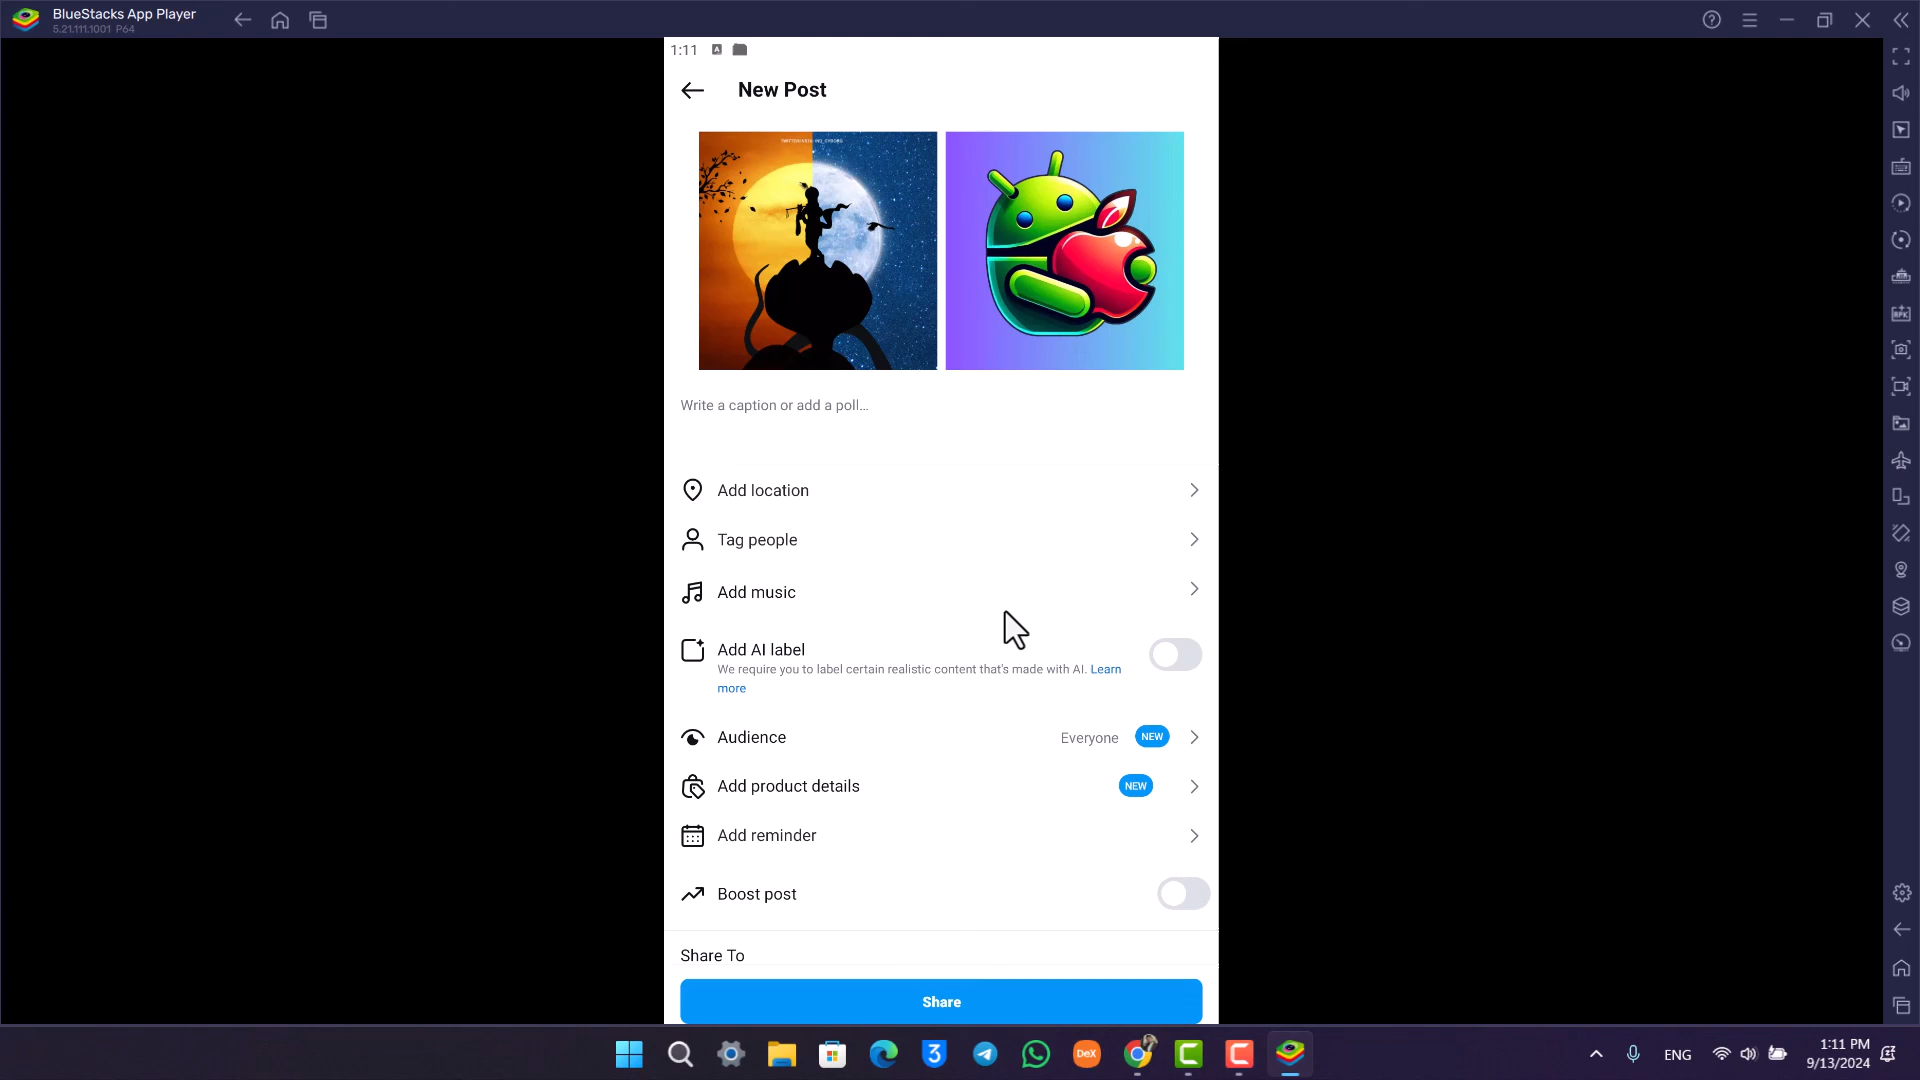 BlueStacks App Player
5.21.111.1001 P64
1:11
New Post
Write a caption or add a poll...
Add location
Tag people
Add music
Add AI label
We require you to label certain realistic content that's made with AI. Learn
more
Audience
Everyone
NEW
Add product details
NEW
Add reminder
Boost post
Share To
Share
3
DeX
ENG
1:11 PM
9/13/2024